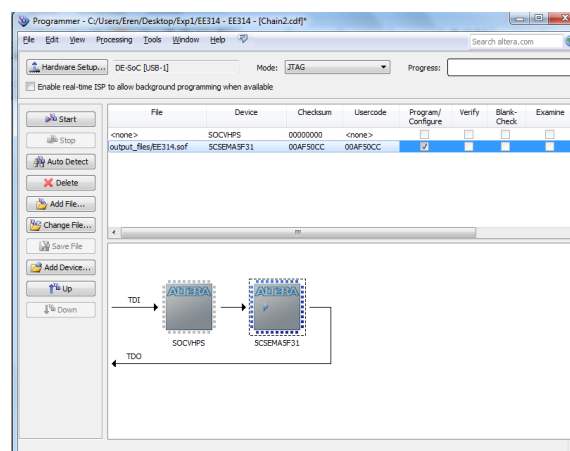 Programmer - C:/Users/Eren/Desktop/Exp1/EE314 - EE314 - [Chain2.cdf]*
File Edit View Processing Tools Window Help
Search altera.com
Hardware Setup... DE-SoC [USB-1] Mode: JTAG Progress:
Enable real-time ISP to allow background programming when available
Start
Stop
Auto Detect
Delete
Add File...
Change File...
Save File
Add Device...
Up
Down
File Device Checksum Usercode Program/Configure Verify Blank-Check Examine
<none> SOCVHPS 00000000 <none>
output_files/EE314.sof 5CSEMA5F31 00AF50CC 00AF50CC
TDI
ALTERA
ALTERA
SOCVHPS
5CSEMA5F31
TDO